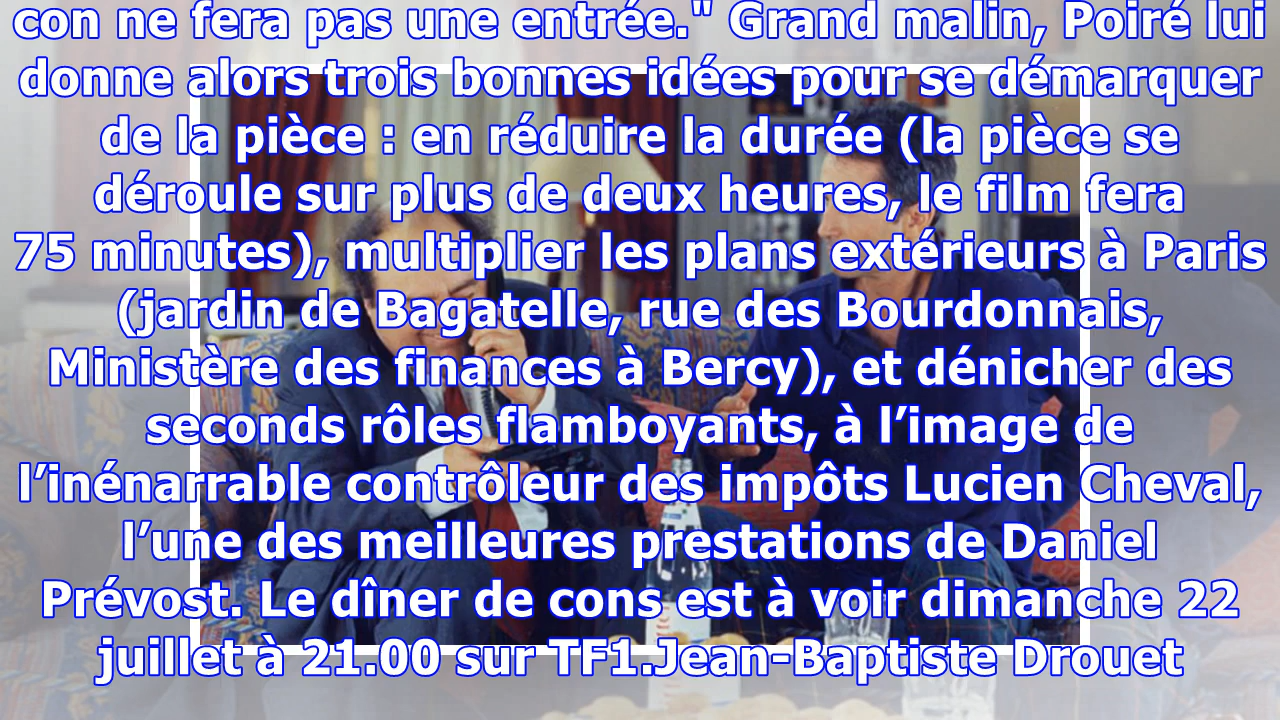 con ne fera pas une entrée." Grand malin, Poiré lui
donne alors trois bonnes idées pour se démarquer
de la pièce : en réduire la durée (la pièce se
déroule sur plus de deux heures, le film fera
75 minutes), multiplier les plans extérieurs à Paris
(jardin de Bagatelle, rue des Bourdonnais,
Ministère des finances à Bercy), et dénicher des
seconds rôles flamboyants, à l’image de
l’inénarrable contrôleur des impôts Lucien Cheval,
l’une des meilleures prestations de Daniel
Prévost. Le dîner de cons est à voir dimanche 22
juillet à 21.00 sur TF1.Jean-Baptiste Drouet